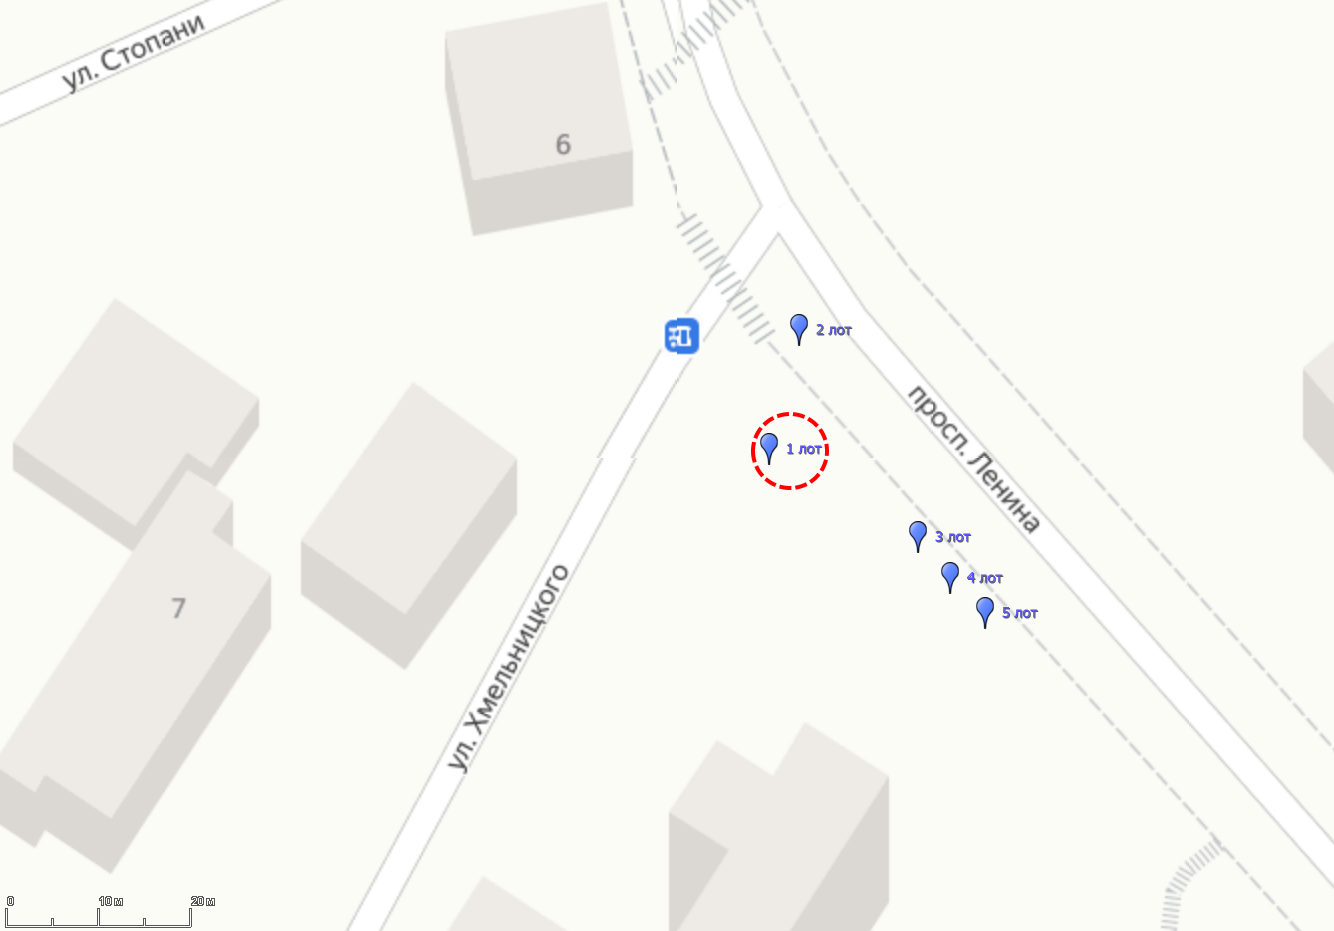 ул. Стопани
6
2 лот
просп. Ленина
1 лот
3 лот
4 лот
5 лот
7
ул. Хмельницкого
0 10 м 20 м